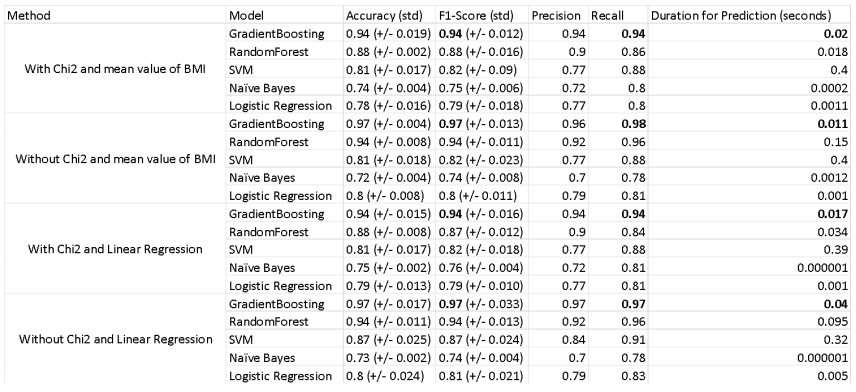 Method Model Accuracy (std) F1-Score (std) Precision Recall Duration for Prediction (seconds)
With Chi2 and mean value of BMI GradientBoosting 0.94 (+/- 0.019) 0.94 (+/- 0.012) 0.94 0.94 0.02
RandomForest 0.88 (+/- 0.002) 0.88 (+/- 0.016) 0.9 0.86 0.018
SVM 0.81 (+/- 0.017) 0.82 (+/- 0.09) 0.77 0.88 0.4
Naïve Bayes 0.74 (+/- 0.004) 0.75 (+/- 0.006) 0.72 0.8 0.0002
Logistic Regression 0.78 (+/- 0.016) 0.79 (+/- 0.018) 0.77 0.8 0.0011
Without Chi2 and mean value of BMI GradientBoosting 0.97 (+/- 0.004) 0.97 (+/- 0.013) 0.96 0.98 0.011
RandomForest 0.94 (+/- 0.008) 0.94 (+/- 0.011) 0.92 0.96 0.15
SVM 0.81 (+/- 0.018) 0.82 (+/- 0.023) 0.77 0.88 0.4
Naïve Bayes 0.72 (+/- 0.004) 0.74 (+/- 0.008) 0.7 0.78 0.0012
Logistic Regression 0.8 (+/- 0.008) 0.8 (+/- 0.011) 0.79 0.81 0.001
With Chi2 and Linear Regression GradientBoosting 0.94 (+/- 0.015) 0.94 (+/- 0.016) 0.94 0.94 0.017
RandomForest 0.88 (+/- 0.008) 0.87 (+/- 0.012) 0.9 0.84 0.034
SVM 0.81 (+/- 0.017) 0.82 (+/- 0.018) 0.77 0.88 0.39
Naïve Bayes 0.75 (+/- 0.002) 0.76 (+/- 0.004) 0.72 0.81 0.000001
Logistic Regression 0.79 (+/- 0.013) 0.79 (+/- 0.010) 0.77 0.81 0.001
Without Chi2 and Linear Regression GradientBoosting 0.97 (+/- 0.017) 0.97 (+/- 0.033) 0.97 0.97 0.04
RandomForest 0.94 (+/- 0.011) 0.94 (+/- 0.013) 0.92 0.96 0.095
SVM 0.87 (+/- 0.025) 0.87 (+/- 0.024) 0.84 0.91 0.32
Naïve Bayes 0.73 (+/- 0.002) 0.74 (+/- 0.004) 0.7 0.78 0.000001
Logistic Regression 0.8 (+/- 0.024) 0.81 (+/- 0.021) 0.79 0.83 0.005